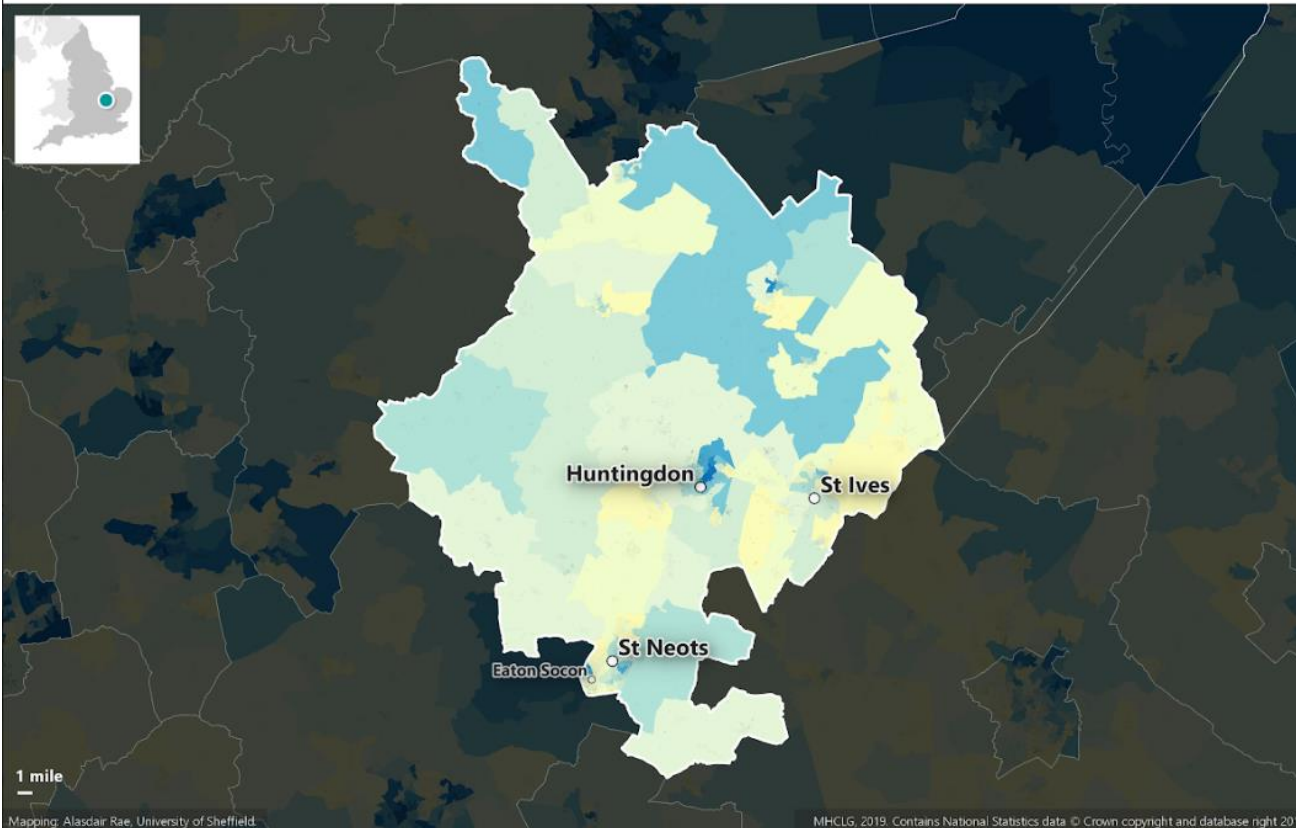 Huntingdon
St Ives
St Neots
Eaton Socon
1 mile
Mapping: Alasdair Rae, University of Sheffield.
MHCLG, 2019. Contains National Statistics data © Crown copyright and database right 20